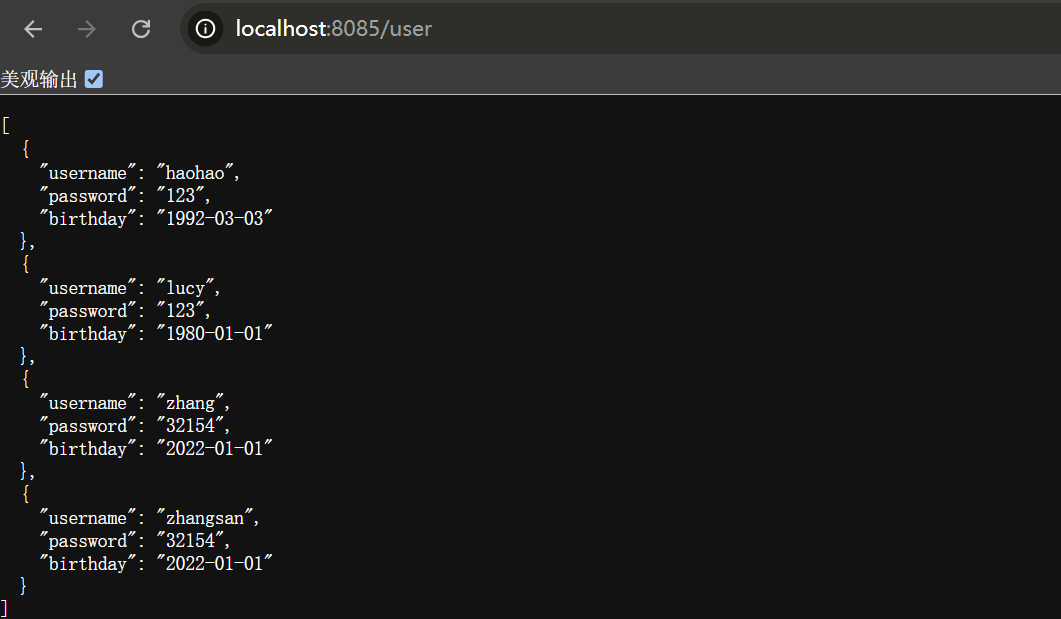 localhost:8085/user
美观输出
[
  {
    "username": "haohao",
    "password": "123",
    "birthday": "1992-03-03"
  },
  {
    "username": "lucy",
    "password": "123",
    "birthday": "1980-01-01"
  },
  {
    "username": "zhang",
    "password": "32154",
    "birthday": "2022-01-01"
  },
  {
    "username": "zhangsan",
    "password": "32154",
    "birthday": "2022-01-01"
  }
]